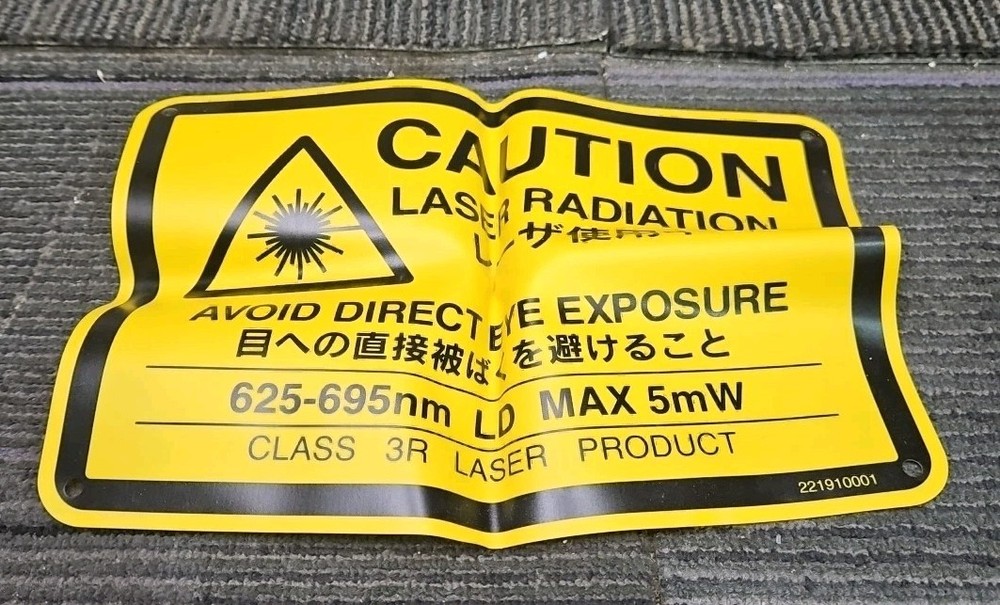 CAUTION
LASER RADIATION
ザ使用
AVOID DIRECT EYE EXPOSURE
目への直接被ばくを避けること
625-695nm LD MAX 5mW
CLASS 3R LASER PRODUCT
221910001